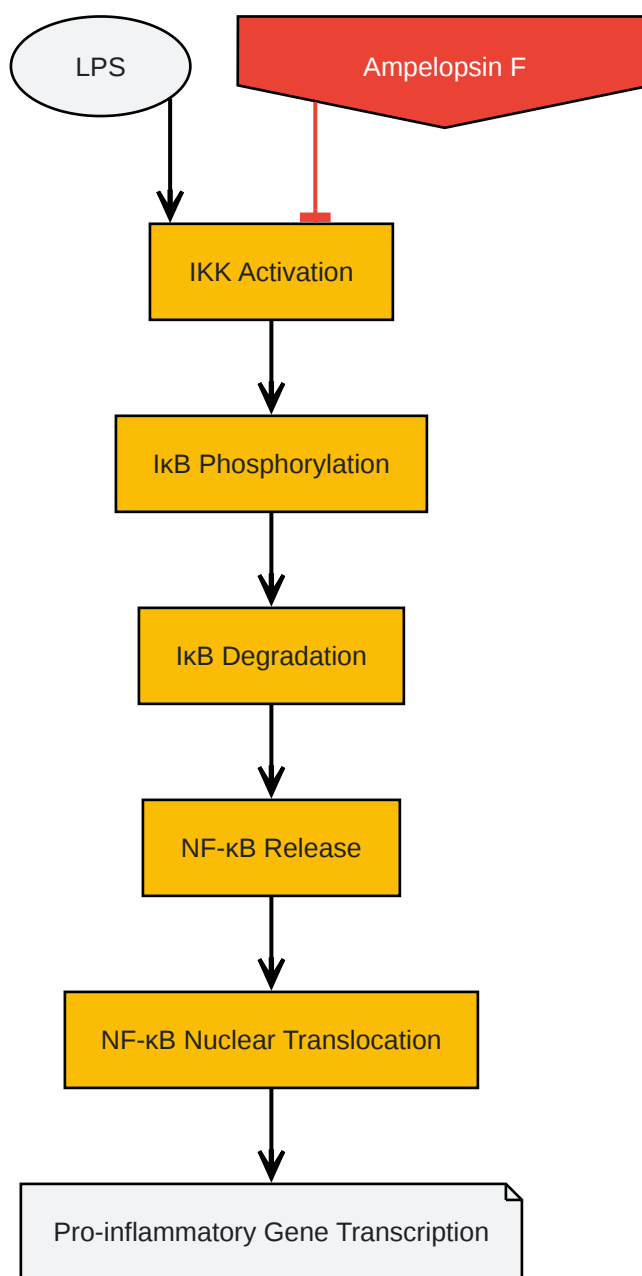 LPS
Ampelopsin F
IKK Activation
IκB Phosphorylation
IκB Degradation
NF-κB Release
NF-κB Nuclear Translocation
Pro-inflammatory Gene Transcription